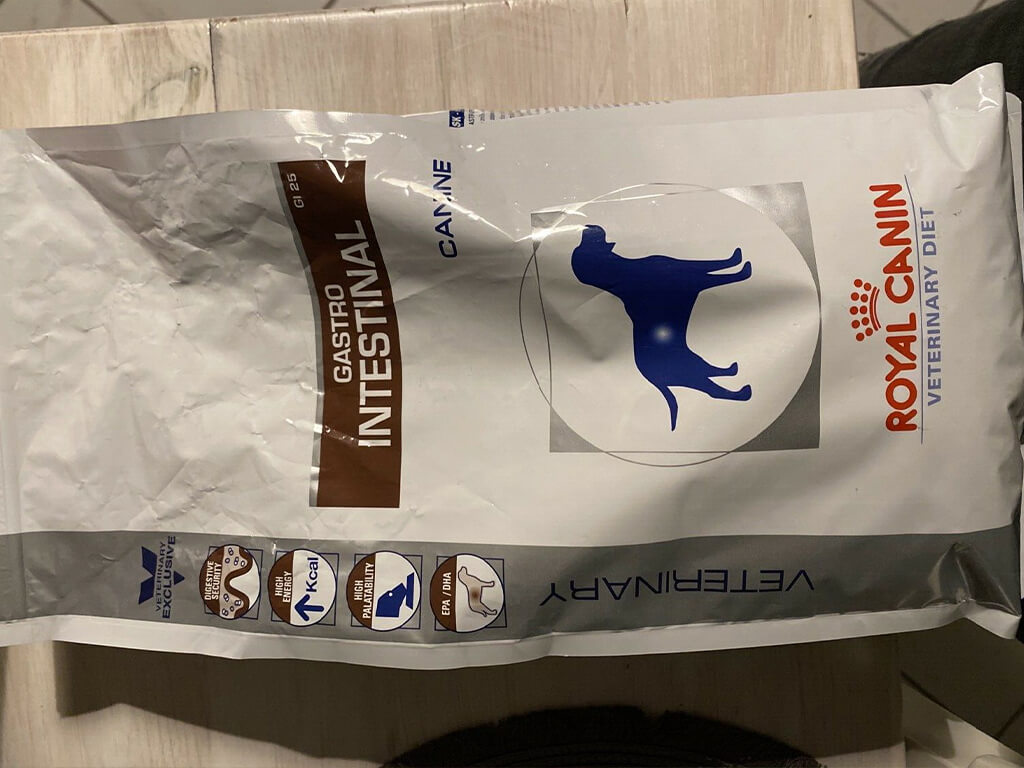 ROYAL CANIN
VETERINARY DIET
CANINE
GASTRO
INTESTINAL
GI 25
VETERINARY
EPA / DHA
HIGH
PALATABILITY
HIGH
ENERGY
Kcal
DIGESTIVE
SECURITY
VETERINARY
EXCLUSIVE
SK